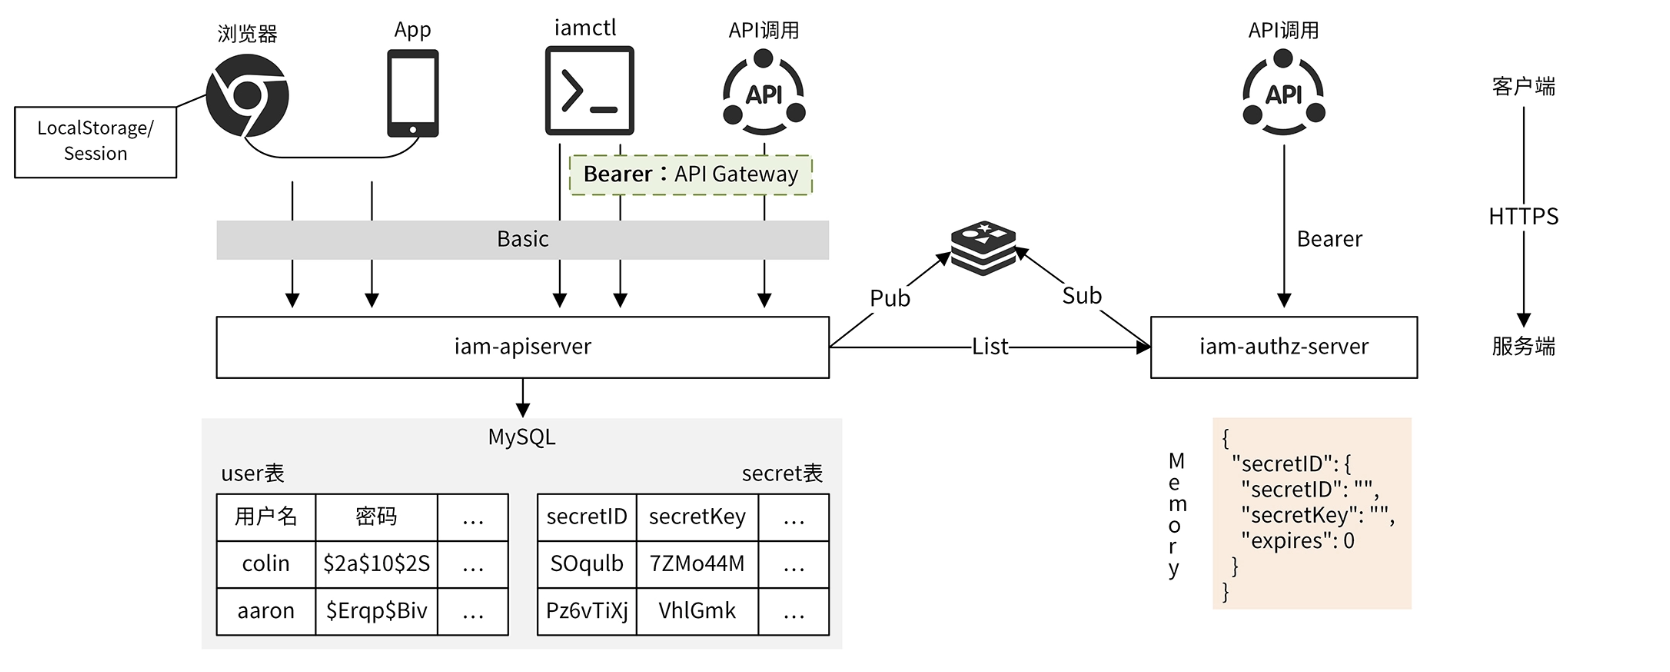 浏览器
App
iamctl
API调用
API调用
客户端
API
API
LocalStorage/
Session
Bearer：API Gateway
HTTPS
Basic
Bearer
Pub
Sub
iam-apiserver
List
iam-authz-server
服务端
MySQL
user表
secret表
用户名 密码 ...
colin $2a$10$2S ...
aaron $Erqp$Biv ...
secretID secretKey ...
SOqulb 7ZMo44M ...
Pz6vTiXj VhlGmk ...
Memory
{
"secretID": {
"secretID": "",
"secretKey": "",
"expires": 0
}
}